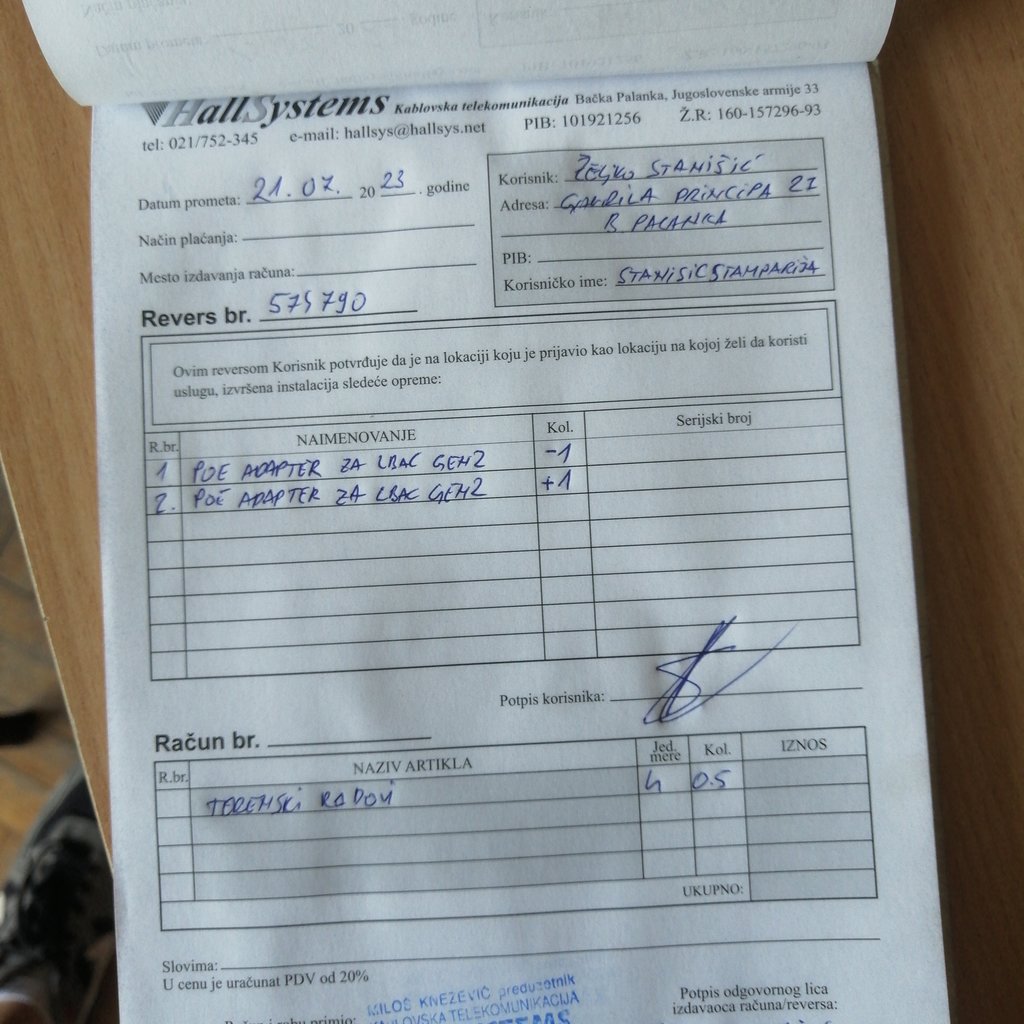 HallSystems Kablovska telekomunikacija Bačka Palanka, Jugoslovenske armije 33
tel: 021/752-345 e-mail: hallsys@hallsys.net PIB: 101921256 Ž.R: 160-157296-93
Datum prometa: 21.07. 2023. godine
Način plaćanja:
Mesto izdavanja računa:
Korisnik: ŽELJKO STANIŠIĆ
Adresa: GAVRILA PRINCIPA 21
B PALANKA
PIB:
Korisničko ime: STANISICSTAMPARIJA
Revers br. 575790
Ovim reversom Korisnik potvrđuje da je na lokaciji koju je prijavio kao lokaciju na kojoj želi da koristi
uslugu, izvršena instalacija sledeće opreme:
R.br. NAIMENOVANJE Kol. Serijski broj
1 POE ADAPTER ZA LBAC GEN2 -1
2. POE ADAPTER ZA LBAC GEN2 +1
Potpis korisnika:
Račun br.
R.br. NAZIV ARTIKLA Jed. mere Kol. IZNOS
TERENSKI RADOVI h 0.5
UKUPNO:
Slovima:
U cenu je uračunat PDV od 20%
MILOŠ KNEŽEVIĆ preduzetnik
KABLOVSKA TELEKOMUNIKACIJA
Potpis odgovornog lica
izdavaoca računa/reversa: